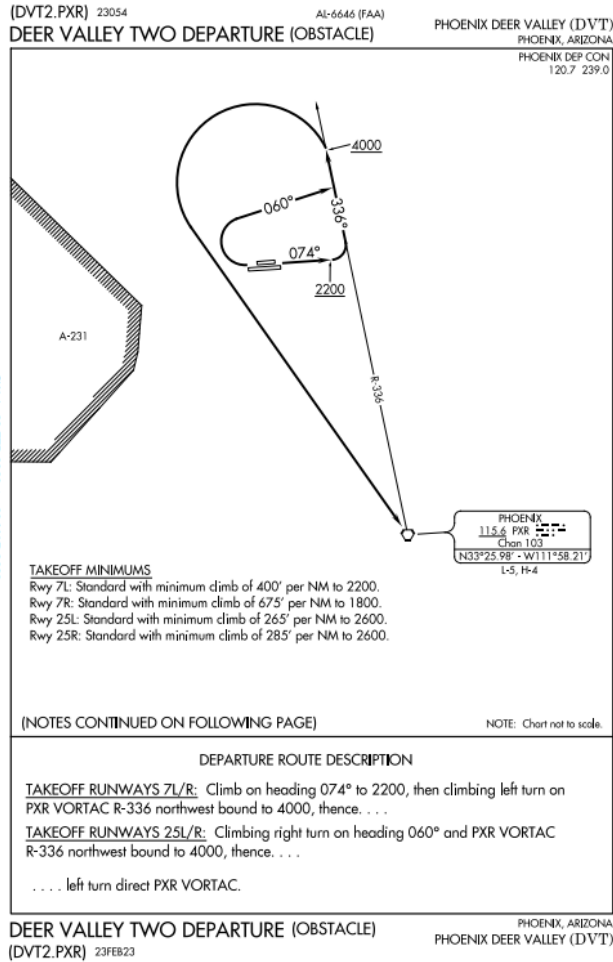 (DVT2.PXR) 23054
AL-6646 (FAA)
PHOENIX DEER VALLEY (DVT)
DEER VALLEY TWO DEPARTURE (OBSTACLE)
PHOENIX, ARIZONA
PHOENIX DEP CON
120.7 239.0
4000
060°
336°
074°
2200
A-231
R-336
PHOENIX
115.6 PXR
Chan 103
N33°25.98' - W111°58.21'
L-5, H-4
TAKEOFF MINIMUMS
Rwy 7L: Standard with minimum climb of 400' per NM to 2200.
Rwy 7R: Standard with minimum climb of 675' per NM to 1800.
Rwy 25L: Standard with minimum climb of 265' per NM to 2600.
Rwy 25R: Standard with minimum climb of 285' per NM to 2600.
(NOTES CONTINUED ON FOLLOWING PAGE)
NOTE: Chart not to scale.
DEPARTURE ROUTE DESCRIPTION
TAKEOFF RUNWAYS 7L/R: Climb on heading 074° to 2200, then climbing left turn on
PXR VORTAC R-336 northwest bound to 4000, thence. . . .
TAKEOFF RUNWAYS 25L/R: Climbing right turn on heading 060° and PXR VORTAC
R-336 northwest bound to 4000, thence. . . .
. . . . left turn direct PXR VORTAC.
DEER VALLEY TWO DEPARTURE (OBSTACLE)
PHOENIX, ARIZONA
(DVT2.PXR) 23FEB23
PHOENIX DEER VALLEY (DVT)